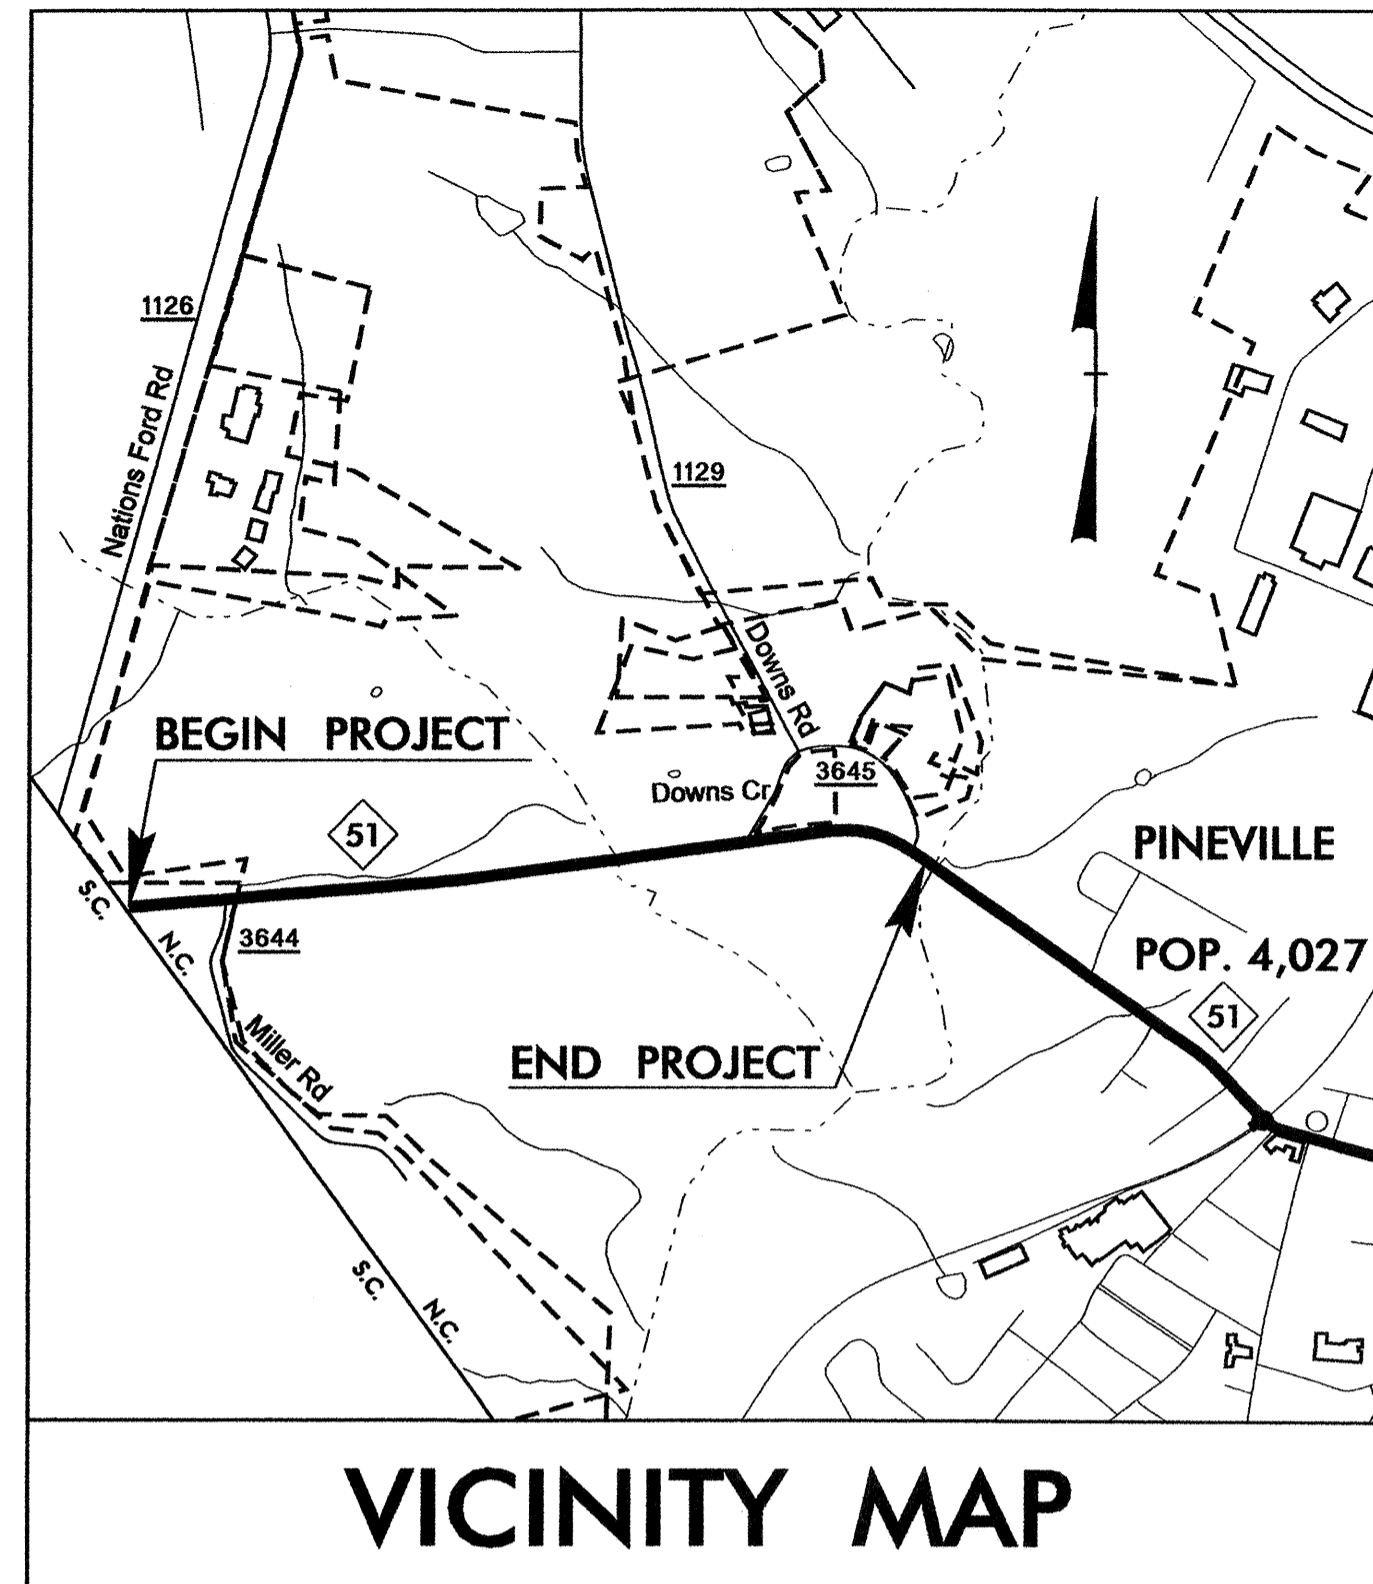 1126
Nations Ford Rd
1129
Downs Rd
BEGIN PROJECT
3645
Downs Cr
51
PINEVILLE
S.C.
N.C.
3644
POP. 4,027
51
Miller Rd
END PROJECT
S.C.
N.C.
VICINITY MAP